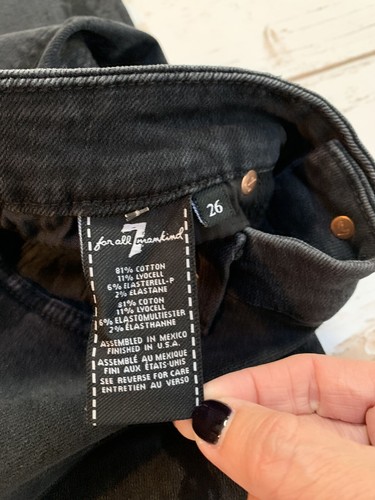 7
for all mankind
26
81% COTTON
11% LYOCELL
6% ELASTERELL-P
2% ELASTANE
81% COTON
11% LYOCELL
6% ELASTOMULTIESTER
2% ÉLASTHANNE
ASSEMBLED IN MEXICO
FINISHED IN U.S.A.
ASSEMBLÉ AU MEXIQUE
FINI AUX ÉTATS-UNIS
SEE REVERSE FOR CARE
ENTRETIEN AU VERSO